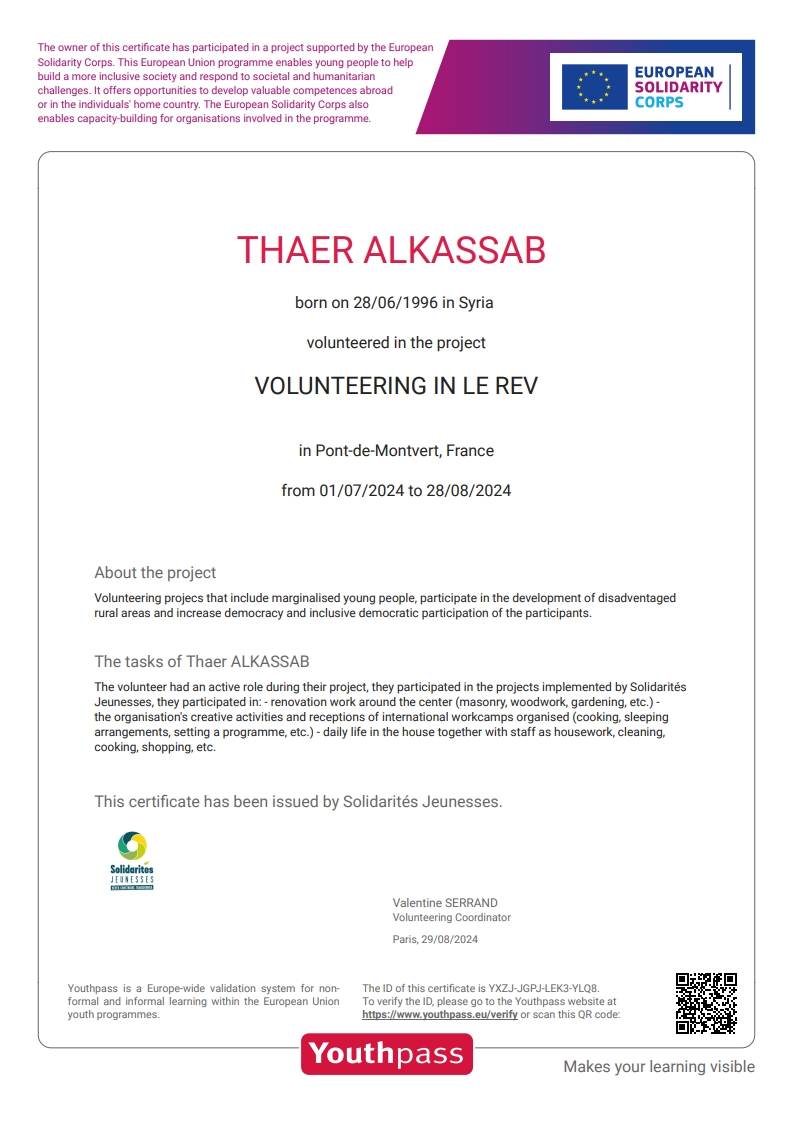 The owner of this certificate has participated in a project supported by the European
Solidarity Corps. This European Union programme enables young people to help
build a more inclusive society and respond to societal and humanitarian
challenges. It offers opportunities to develop valuable competences abroad
or in the individuals' home country. The European Solidarity Corps also
enables capacity-building for organisations involved in the programme.
EUROPEAN
SOLIDARITY
CORPS
THAER ALKASSAB
born on 28/06/1996 in Syria
volunteered in the project
VOLUNTEERING IN LE REV
in Pont-de-Montvert, France
from 01/07/2024 to 28/08/2024
About the project
Volunteering projecs that include marginalised young people, participate in the development of disadventaged
rural areas and increase democracy and inclusive democratic participation of the participants.
The tasks of Thaer ALKASSAB
The volunteer had an active role during their project, they participated in the projects implemented by Solidarités
Jeunesses, they participated in: - renovation work around the center (masonry, woodwork, gardening, etc.) -
the organisation's creative activities and receptions of international workcamps organised (cooking, sleeping
arrangements, setting a programme, etc.) - daily life in the house together with staff as housework, cleaning,
cooking, shopping, etc.
This certificate has been issued by Solidarités Jeunesses.
Solidarités
JEUNESSES
Valentine SERRAND
Volunteering Coordinator
Paris, 29/08/2024
Youthpass is a Europe-wide validation system for non-
formal and informal learning within the European Union
youth programmes.
The ID of this certificate is YXZJ-JGPJ-LEK3-YLQ8.
To verify the ID, please go to the Youthpass website at
https://www.youthpass.eu/verify or scan this QR code:
Youthpass
Makes your learning visible